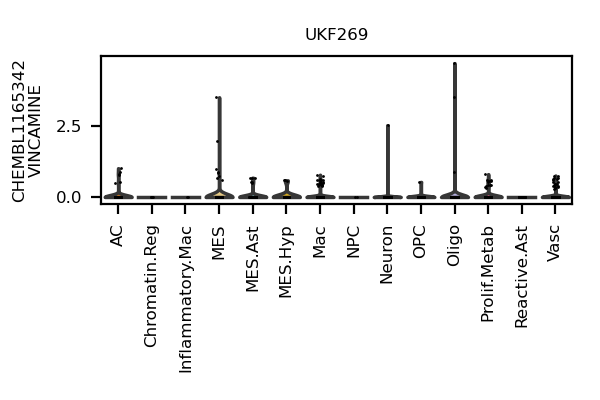 UKF269
CHEMBL1165342
VINCAMINE
2.5
0.0
AC
Chromatin.Reg
Inflammatory.Mac
MES
MES.Ast
MES.Hyp
Mac
NPC
Neuron
OPC
Oligo
Prolif.Metab
Reactive.Ast
Vasc